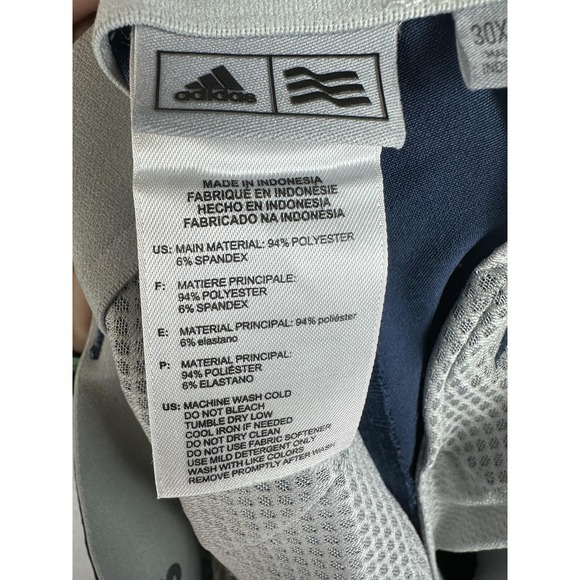 adidas
30X
MADE IN INDONESIA
FABRIQUÉ EN INDONÉSIE
HECHO EN INDONESIA
FABRICADO NA INDONÉSIA
US: MAIN MATERIAL: 94% POLYESTER
6% SPANDEX
F: MATIERE PRINCIPALE:
94% POLYESTER
6% SPANDEX
E: MATERIAL PRINCIPAL: 94% poliéster
6% elastano
P: MATERIAL PRINCIPAL:
94% POLIÉSTER
6% ELASTANO
US: MACHINE WASH COLD
DO NOT BLEACH
TUMBLE DRY LOW
COOL IRON IF NEEDED
DO NOT DRY CLEAN
DO NOT USE FABRIC SOFTENER
USE MILD DETERGENT ONLY
WASH WITH LIKE COLORS
REMOVE PROMPTLY AFTER WASH